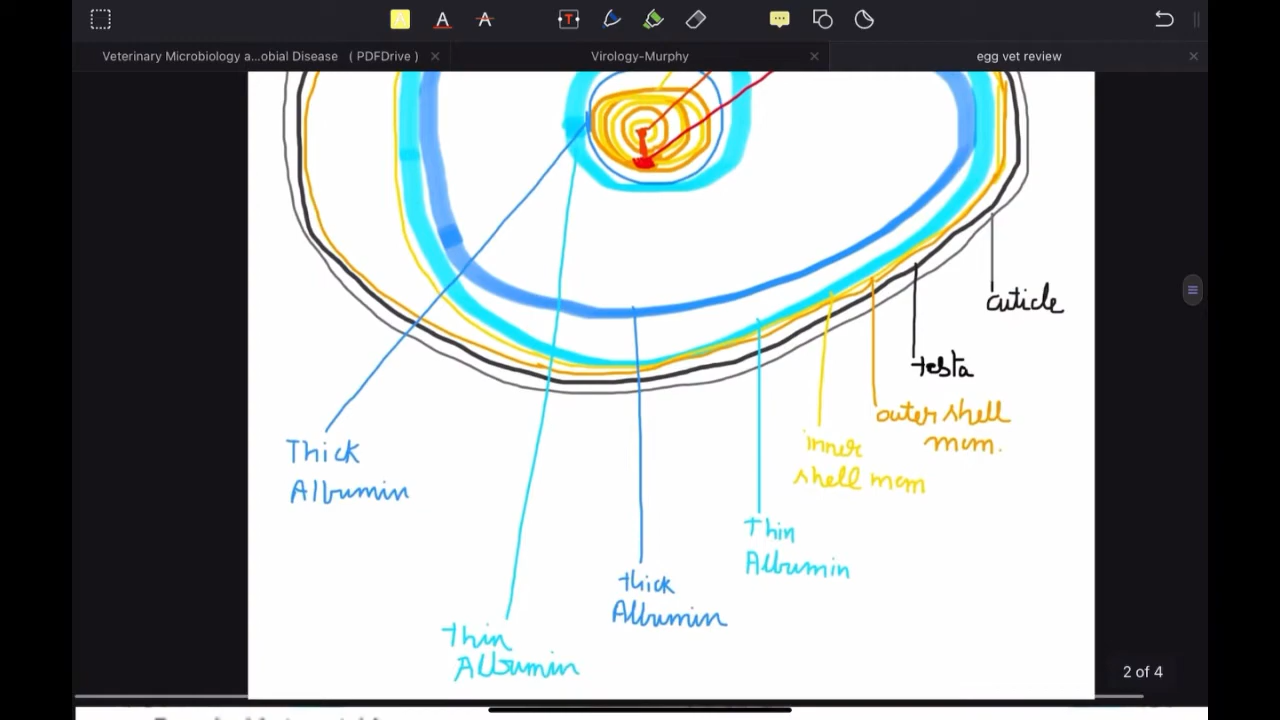 A A A T
Veterinary Microbiology a...obial Disease ( PDFDrive ) ×
Virology-Murphy ×
egg vet review ×
cuticle
testa
outer shell
mem.
inner
shell mem
Thick
Albumin
Thin
Albumin
thick
Albumin
Thin
Albumin
2 of 4